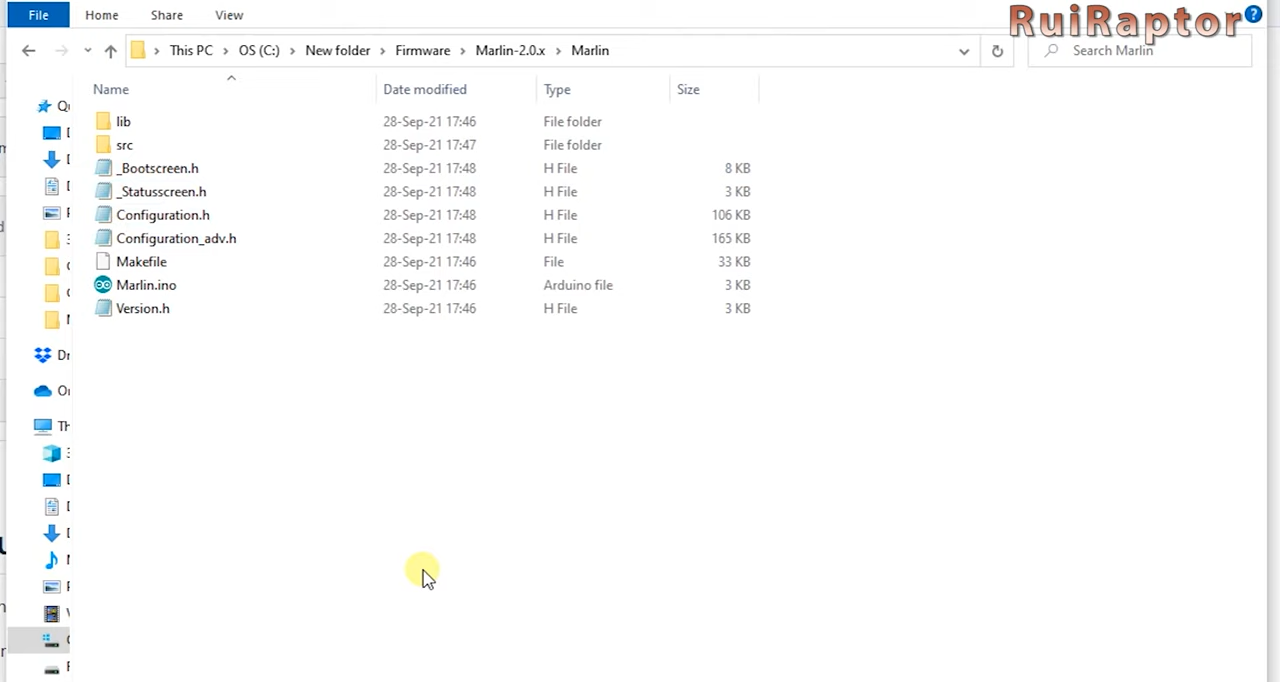 File Home Share View
RuiRaptor
This PC > OS (C:) > New folder > Firmware > Marlin-2.0.x > Marlin
Search Marlin
Name Date modified Type Size
lib 28-Sep-21 17:46 File folder
src 28-Sep-21 17:47 File folder
_Bootscreen.h 28-Sep-21 17:48 H File 8 KB
_Statusscreen.h 28-Sep-21 17:48 H File 3 KB
Configuration.h 28-Sep-21 17:48 H File 106 KB
Configuration_adv.h 28-Sep-21 17:48 H File 165 KB
Makefile 28-Sep-21 17:46 File 33 KB
Marlin.ino 28-Sep-21 17:46 Arduino file 3 KB
Version.h 28-Sep-21 17:46 H File 3 KB